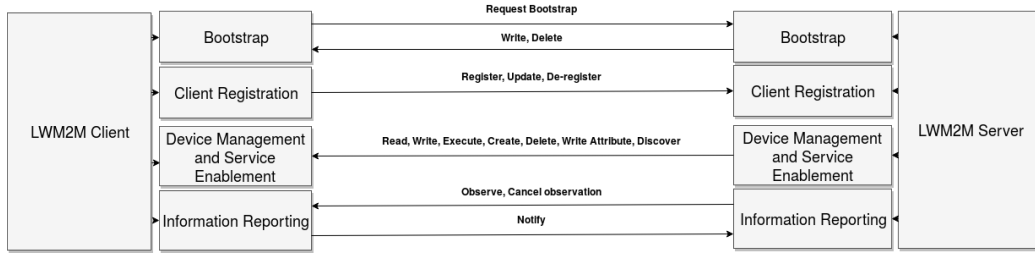 Request Bootstrap
Bootstrap
Write, Delete
Bootstrap
Register, Update, De-register
Client Registration
Client Registration
LWM2M Client
LWM2M Server
Read, Write, Execute, Create, Delete, Write Attribute, Discover
Device Management
and Service
Enablement
Device Management
and Service
Enablement
Observe, Cancel observation
Information Reporting
Notify
Information Reporting